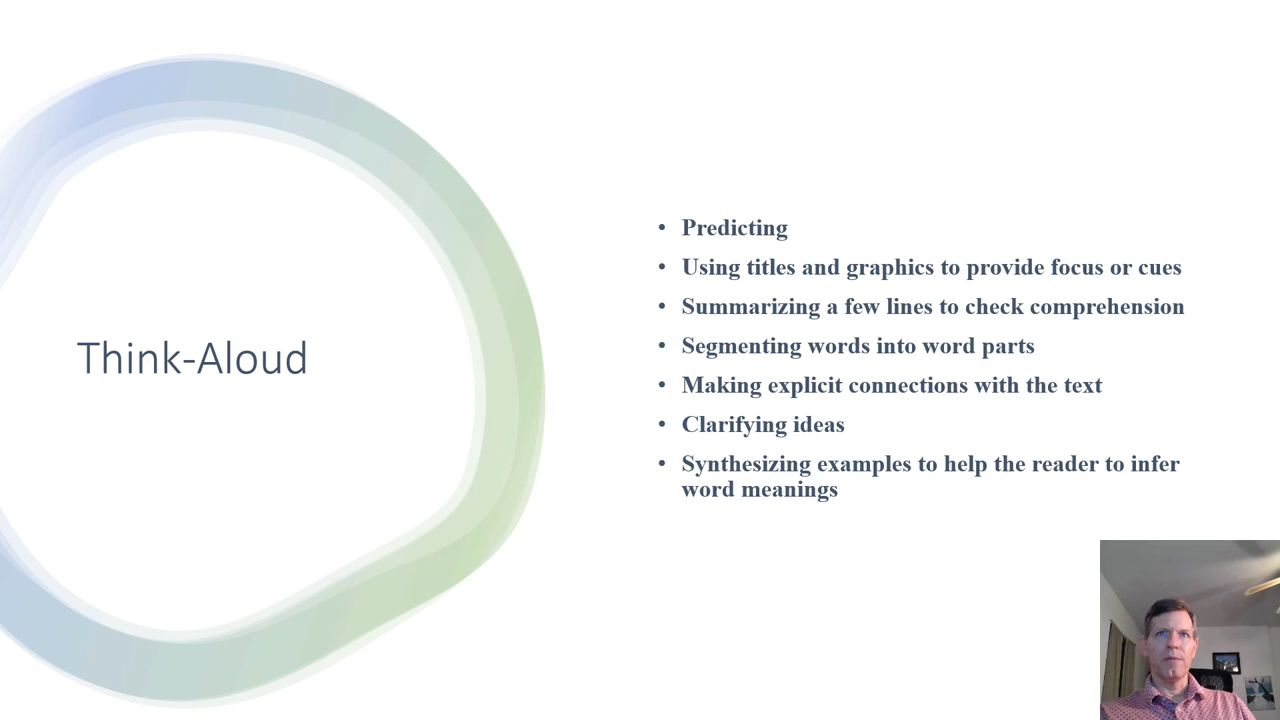 Think-Aloud
• Predicting
• Using titles and graphics to provide focus or cues
• Summarizing a few lines to check comprehension
• Segmenting words into word parts
• Making explicit connections with the text
• Clarifying ideas
• Synthesizing examples to help the reader to infer
word meanings